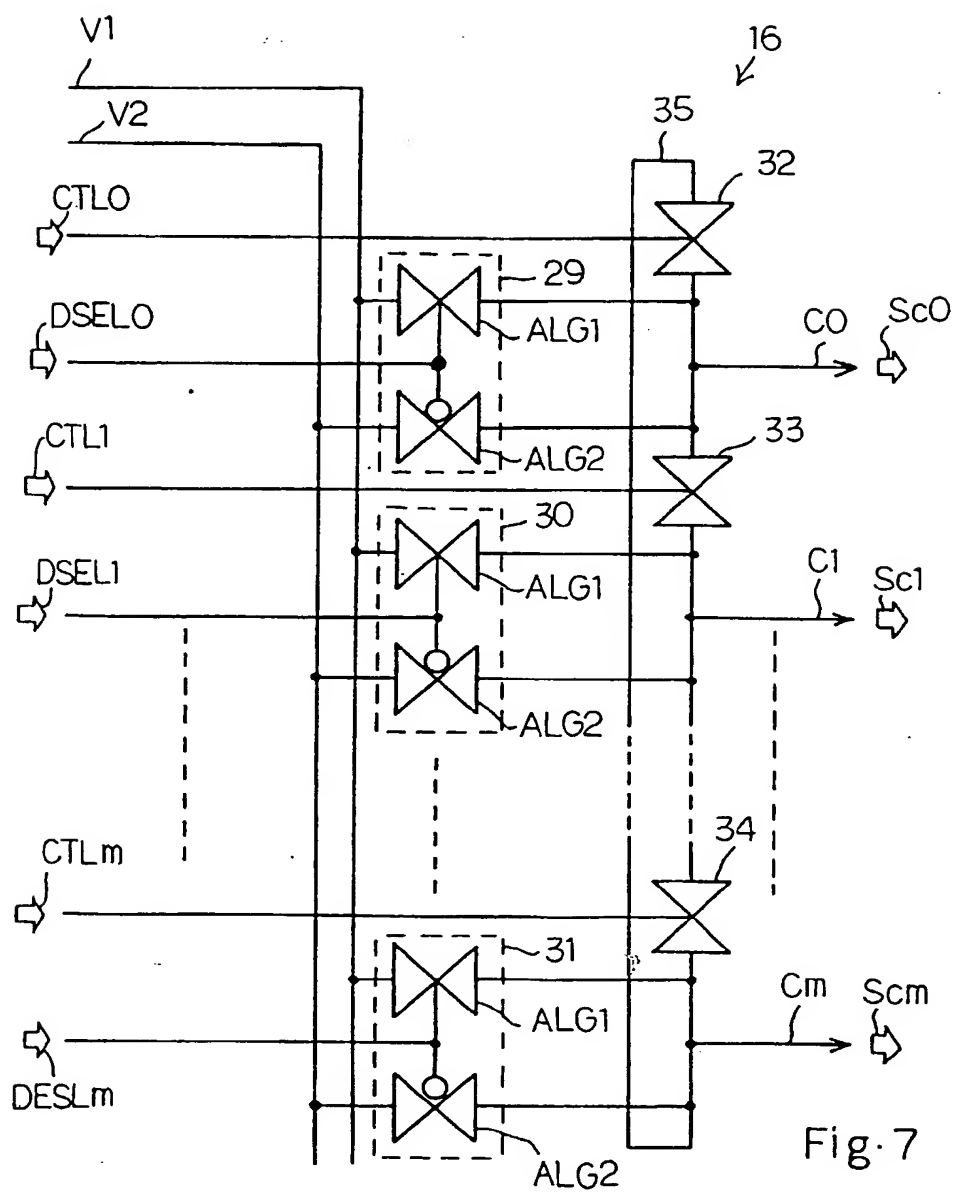 V1
16
V2
35
32
CTL0
29
DSEL0
ALG1
Sc0
C0
CTL1
ALG2
33
30
DSEL1
ALG1
C1
Sc1
ALG2
CTLm
34
31
Cm
Scm
ALG1
DESLm
ALG2
Fig. 7